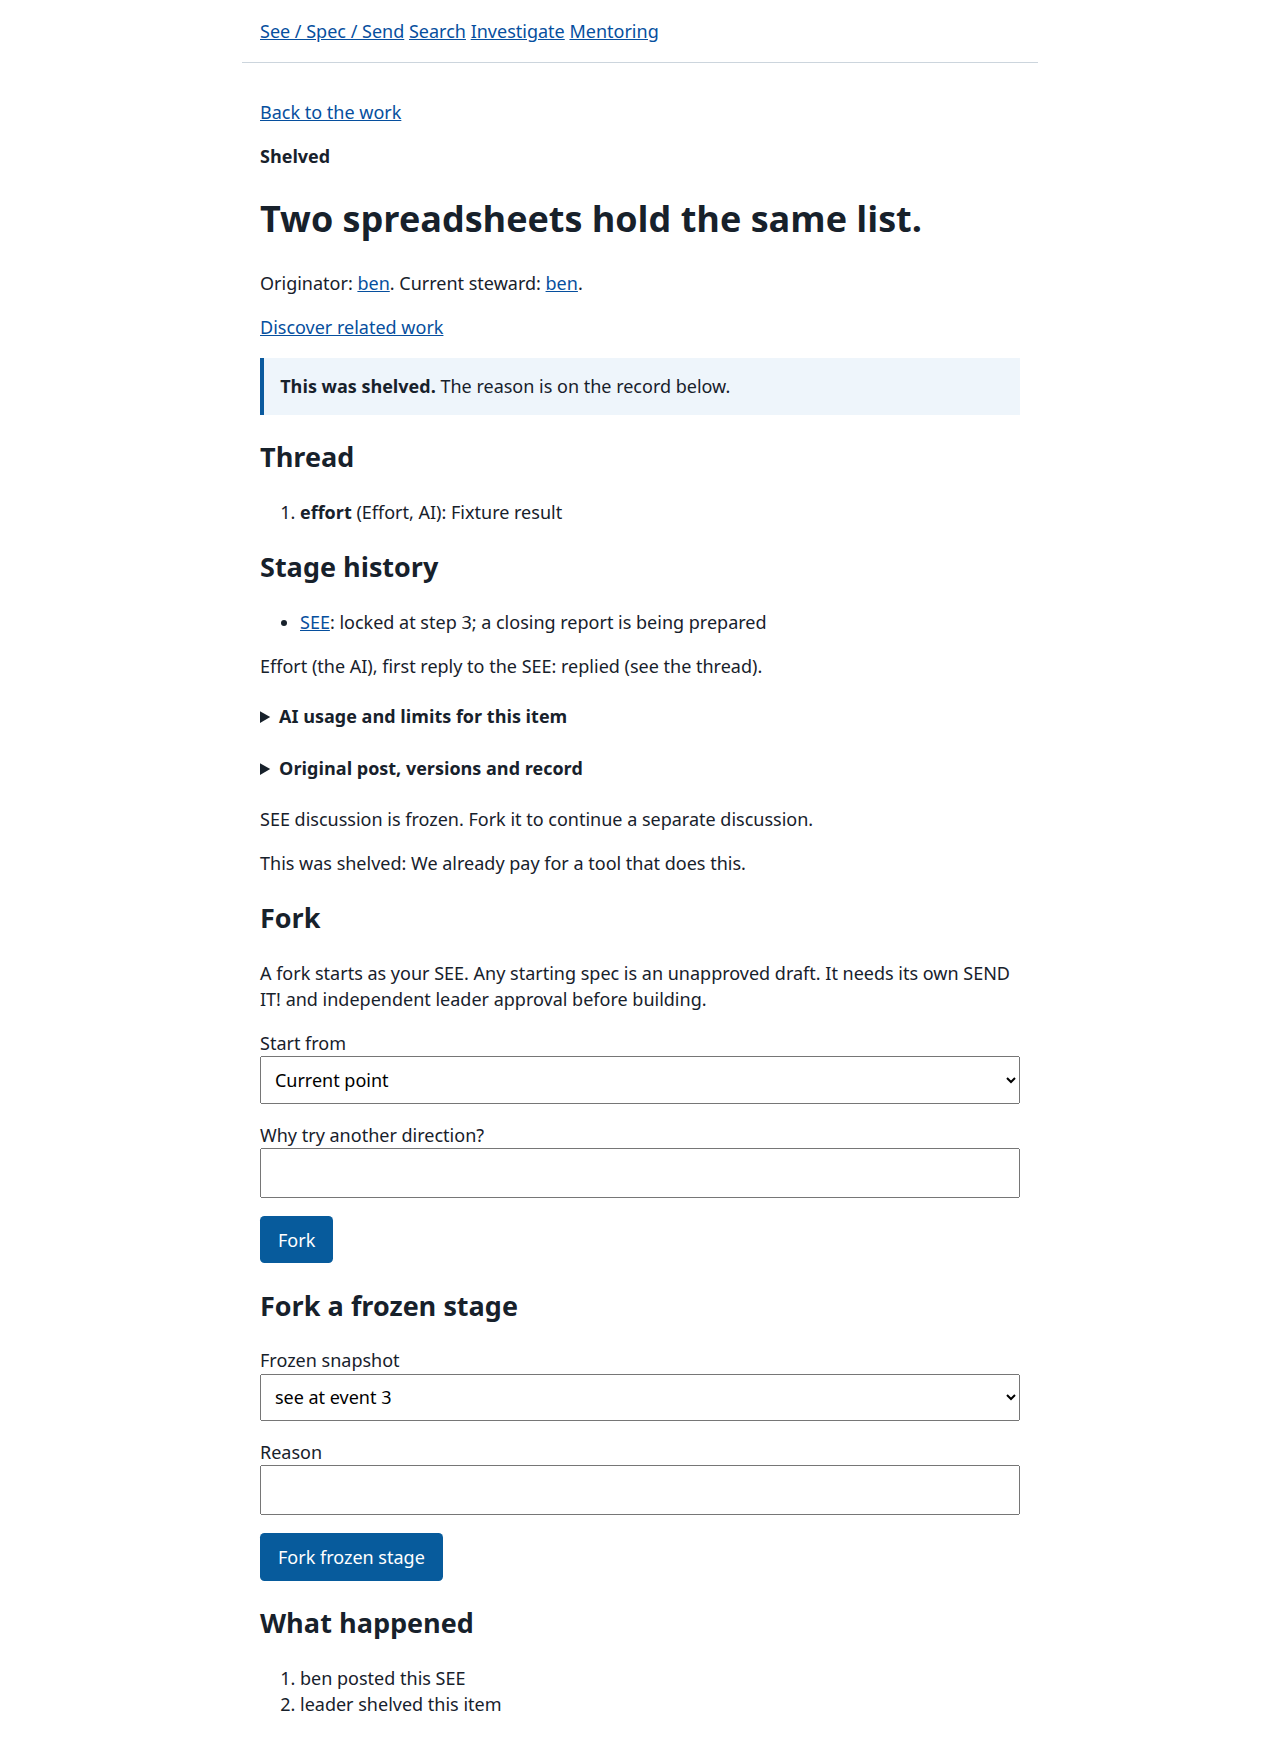 See / Spec / Send Search Investigate Mentoring
Back to the work
Shelved
Two spreadsheets hold the same list.
Originator: ben. Current steward: ben.
Discover related work
This was shelved. The reason is on the record below.
Thread
1. effort (Effort, AI): Fixture result
Stage history
• SEE: locked at step 3; a closing report is being prepared
Effort (the AI), first reply to the SEE: replied (see the thread).
▶ AI usage and limits for this item
▶ Original post, versions and record
SEE discussion is frozen. Fork it to continue a separate discussion.
This was shelved: We already pay for a tool that does this.
Fork
A fork starts as your SEE. Any starting spec is an unapproved draft. It needs its own SEND
IT! and independent leader approval before building.
Start from
Current point
Why try another direction?
Fork
Fork a frozen stage
Frozen snapshot
see at event 3
Reason
Fork frozen stage
What happened
1. ben posted this SEE
2. leader shelved this item